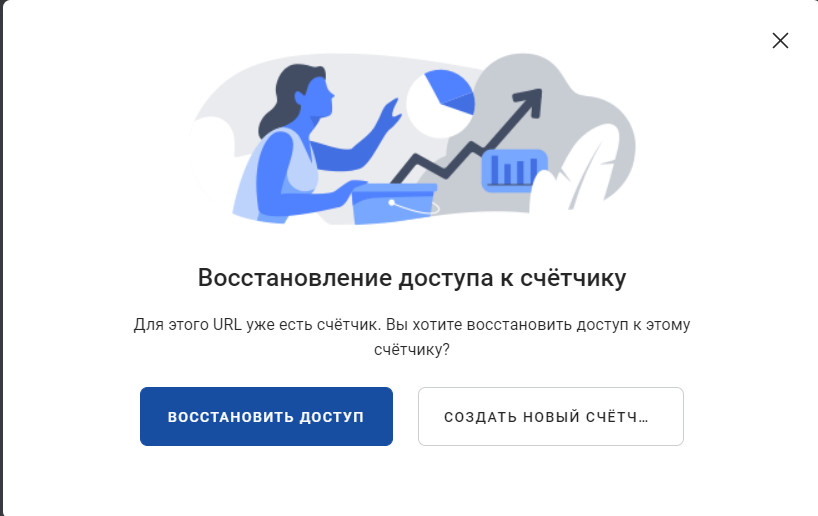 Восстановление доступа к счётчику
Для этого URL уже есть счётчик. Вы хотите восстановить доступ к этому
счётчику?
ВОССТАНОВИТЬ ДОСТУП
СОЗДАТЬ НОВЫЙ СЧЁТЧ…